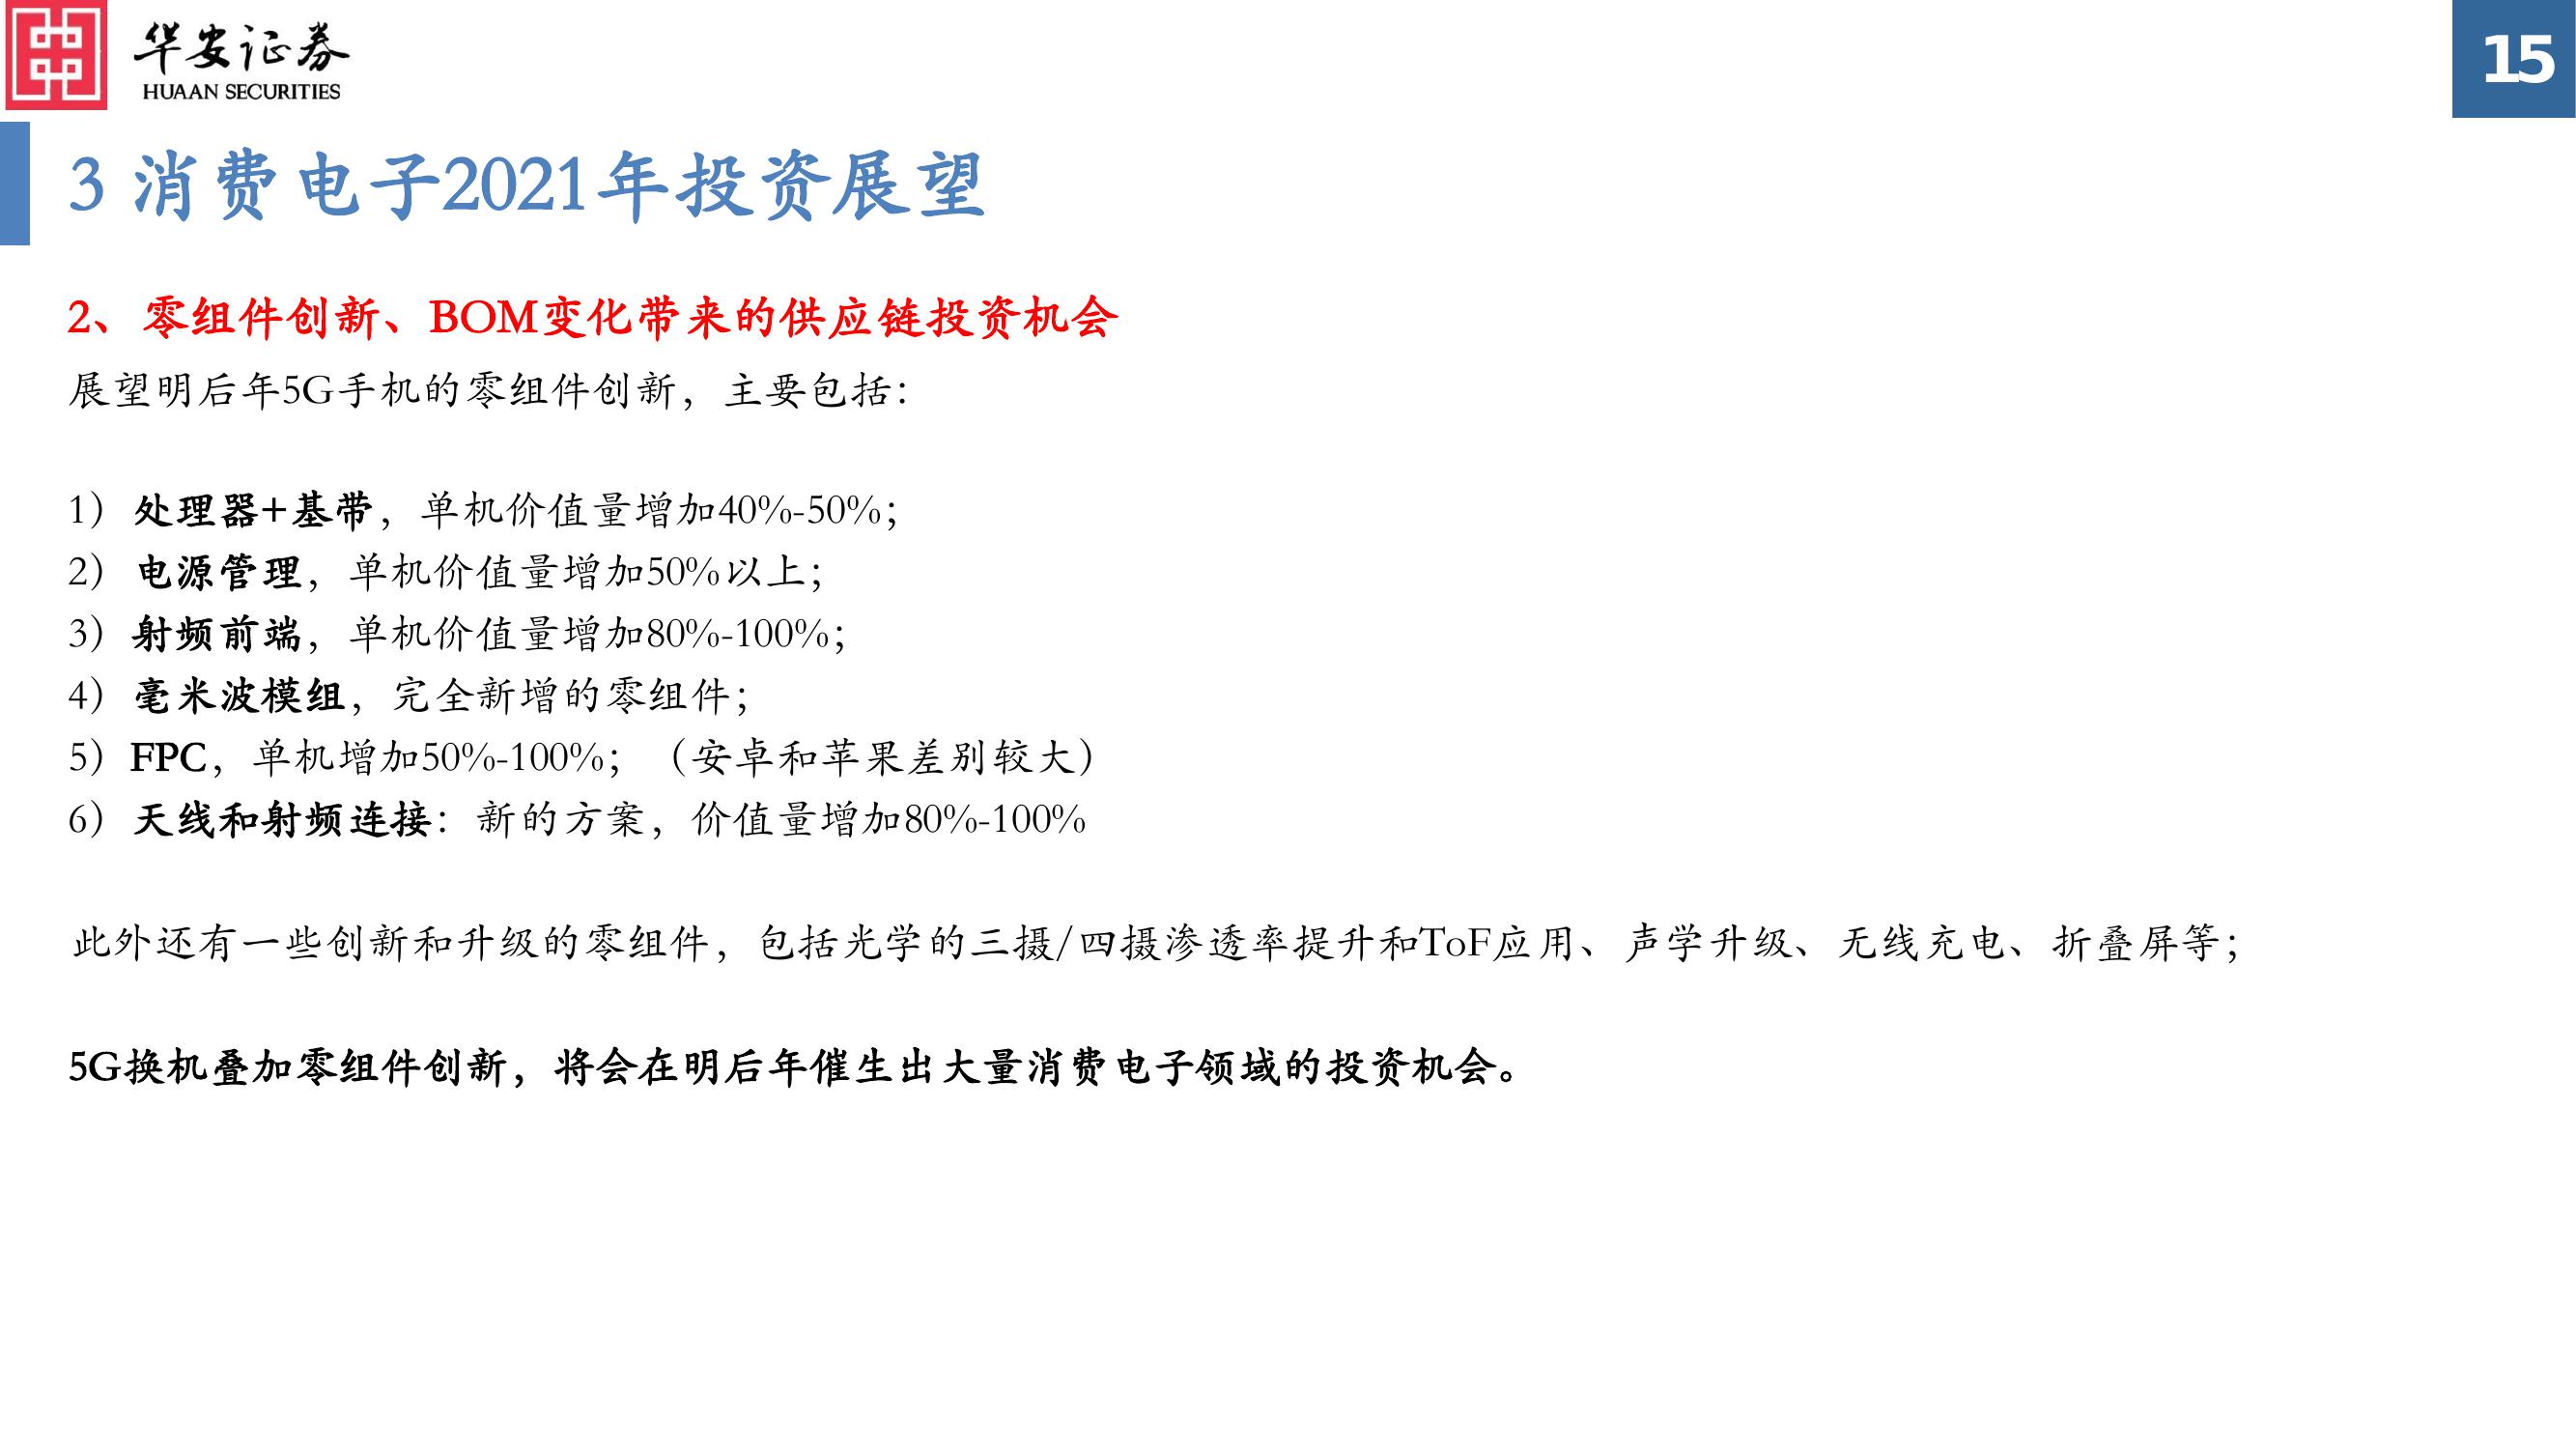 华安证券
HUAAN SECURITIES
15
3 消费电子2021年投资展望
2、零组件创新、BOM变化带来的供应链投资机会
展望明后年5G手机的零组件创新，主要包括：
1）处理器+基带，单机价值量增加40%-50%；
2）电源管理，单机价值量增加50%以上；
3）射频前端，单机价值量增加80%-100%；
4）毫米波模组，完全新增的零组件；
5）FPC，单机增加50%-100%；（安卓和苹果差别较大）
6）天线和射频连接：新的方案，价值量增加80%-100%
此外还有一些创新和升级的零组件，包括光学的三摄/四摄渗透率提升和ToF应用、声学升级、无线充电、折叠屏等；
5G换机叠加零组件创新，将会在明后年催生出大量消费电子领域的投资机会。